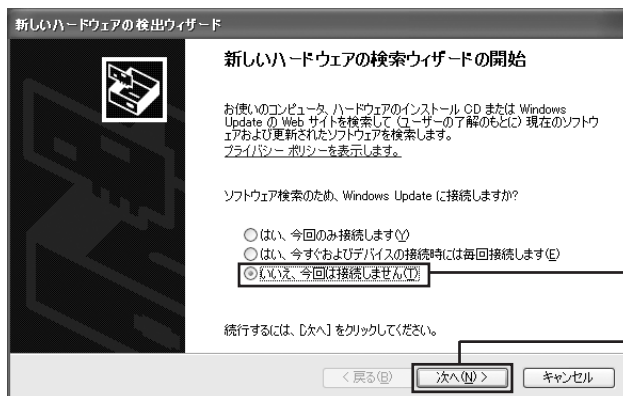 新しいハードウェアの検出ウィザード
新しいハードウェアの検索ウィザードの開始
お使いのコンピュータ、ハードウェアのインストール CD または Windows
Update の Web サイトを検索して (ユーザーの了解のもとに) 現在のソフトウ
ェアおよび更新されたソフトウェアを検索します。
プライバシー ポリシーを表示します。
ソフトウェア検索のため、Windows Update に接続しますか?
はい、今回のみ接続します(Y)
はい、今すぐおよびデバイスの接続時には毎回接続します(E)
いいえ、今回は接続しません(T)
続行するには、[次へ] をクリックしてください。
< 戻る(B)
次へ(N) >
キャンセル